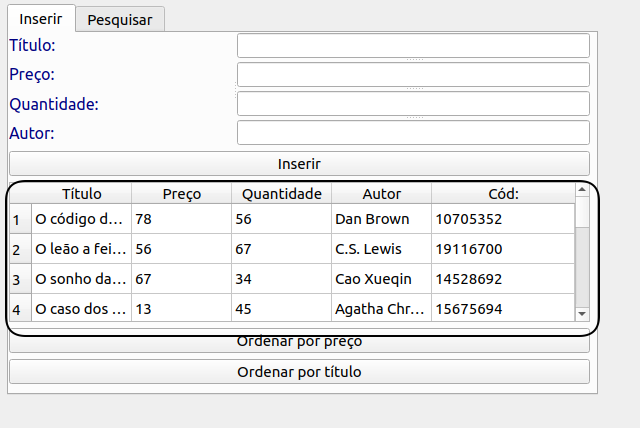 Inserir Pesquisar
Título:
Preço:
Quantidade:
Autor:
Inserir
Título Preço Quantidade Autor Cód:
1 O código d... 78 56 Dan Brown 10705352
2 O leão a fei... 56 67 C.S. Lewis 19116700
3 O sonho da... 67 34 Cao Xueqin 14528692
4 O caso dos ... 13 45 Agatha Chr... 15675694
Ordenar por preço
Ordenar por título